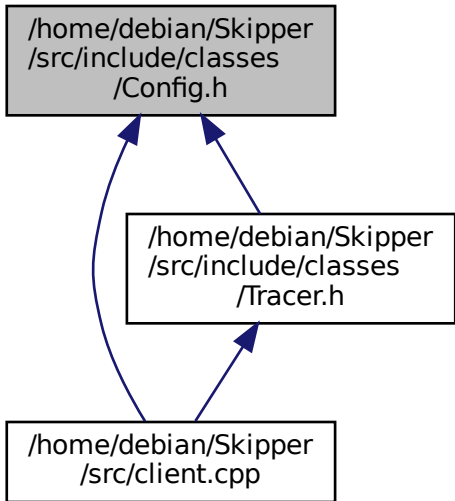 /home/debian/Skipper
/src/include/classes
/Config.h
/home/debian/Skipper
/src/include/classes
/Tracer.h
/home/debian/Skipper
/src/client.cpp